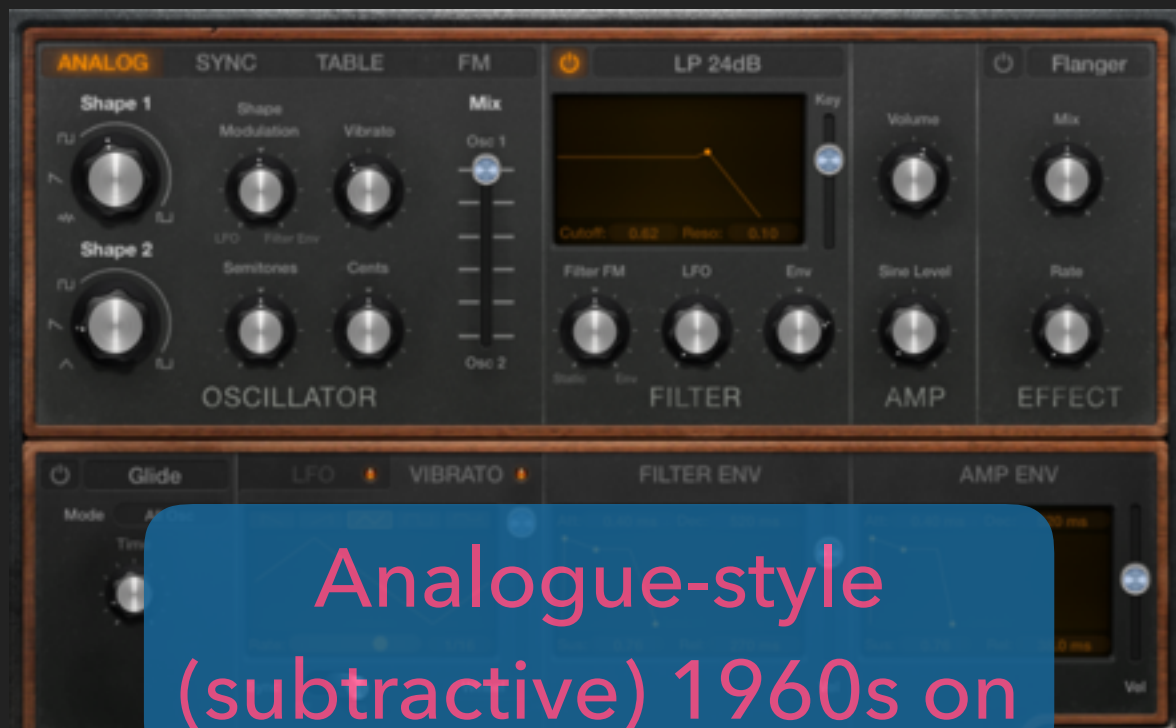 ANALOG SYNC TABLE FM
LP 24dB
Flanger
Shape 1
Shape Modulation
Vibrato
Mix
Osc 1
Key
Volume
Mix
LFO Filter Env
Cutoff: 0.62 Reso: 0.10
Shape 2
Semitones
Cents
Filter FM
LFO
Env
Sine Level
Rate
Osc 2
Static Env
OSCILLATOR
FILTER
AMP
EFFECT
Glide
LFO
VIBRATO
FILTER ENV
AMP ENV
Mode
Vel
Analogue-style
(subtractive) 1960s on